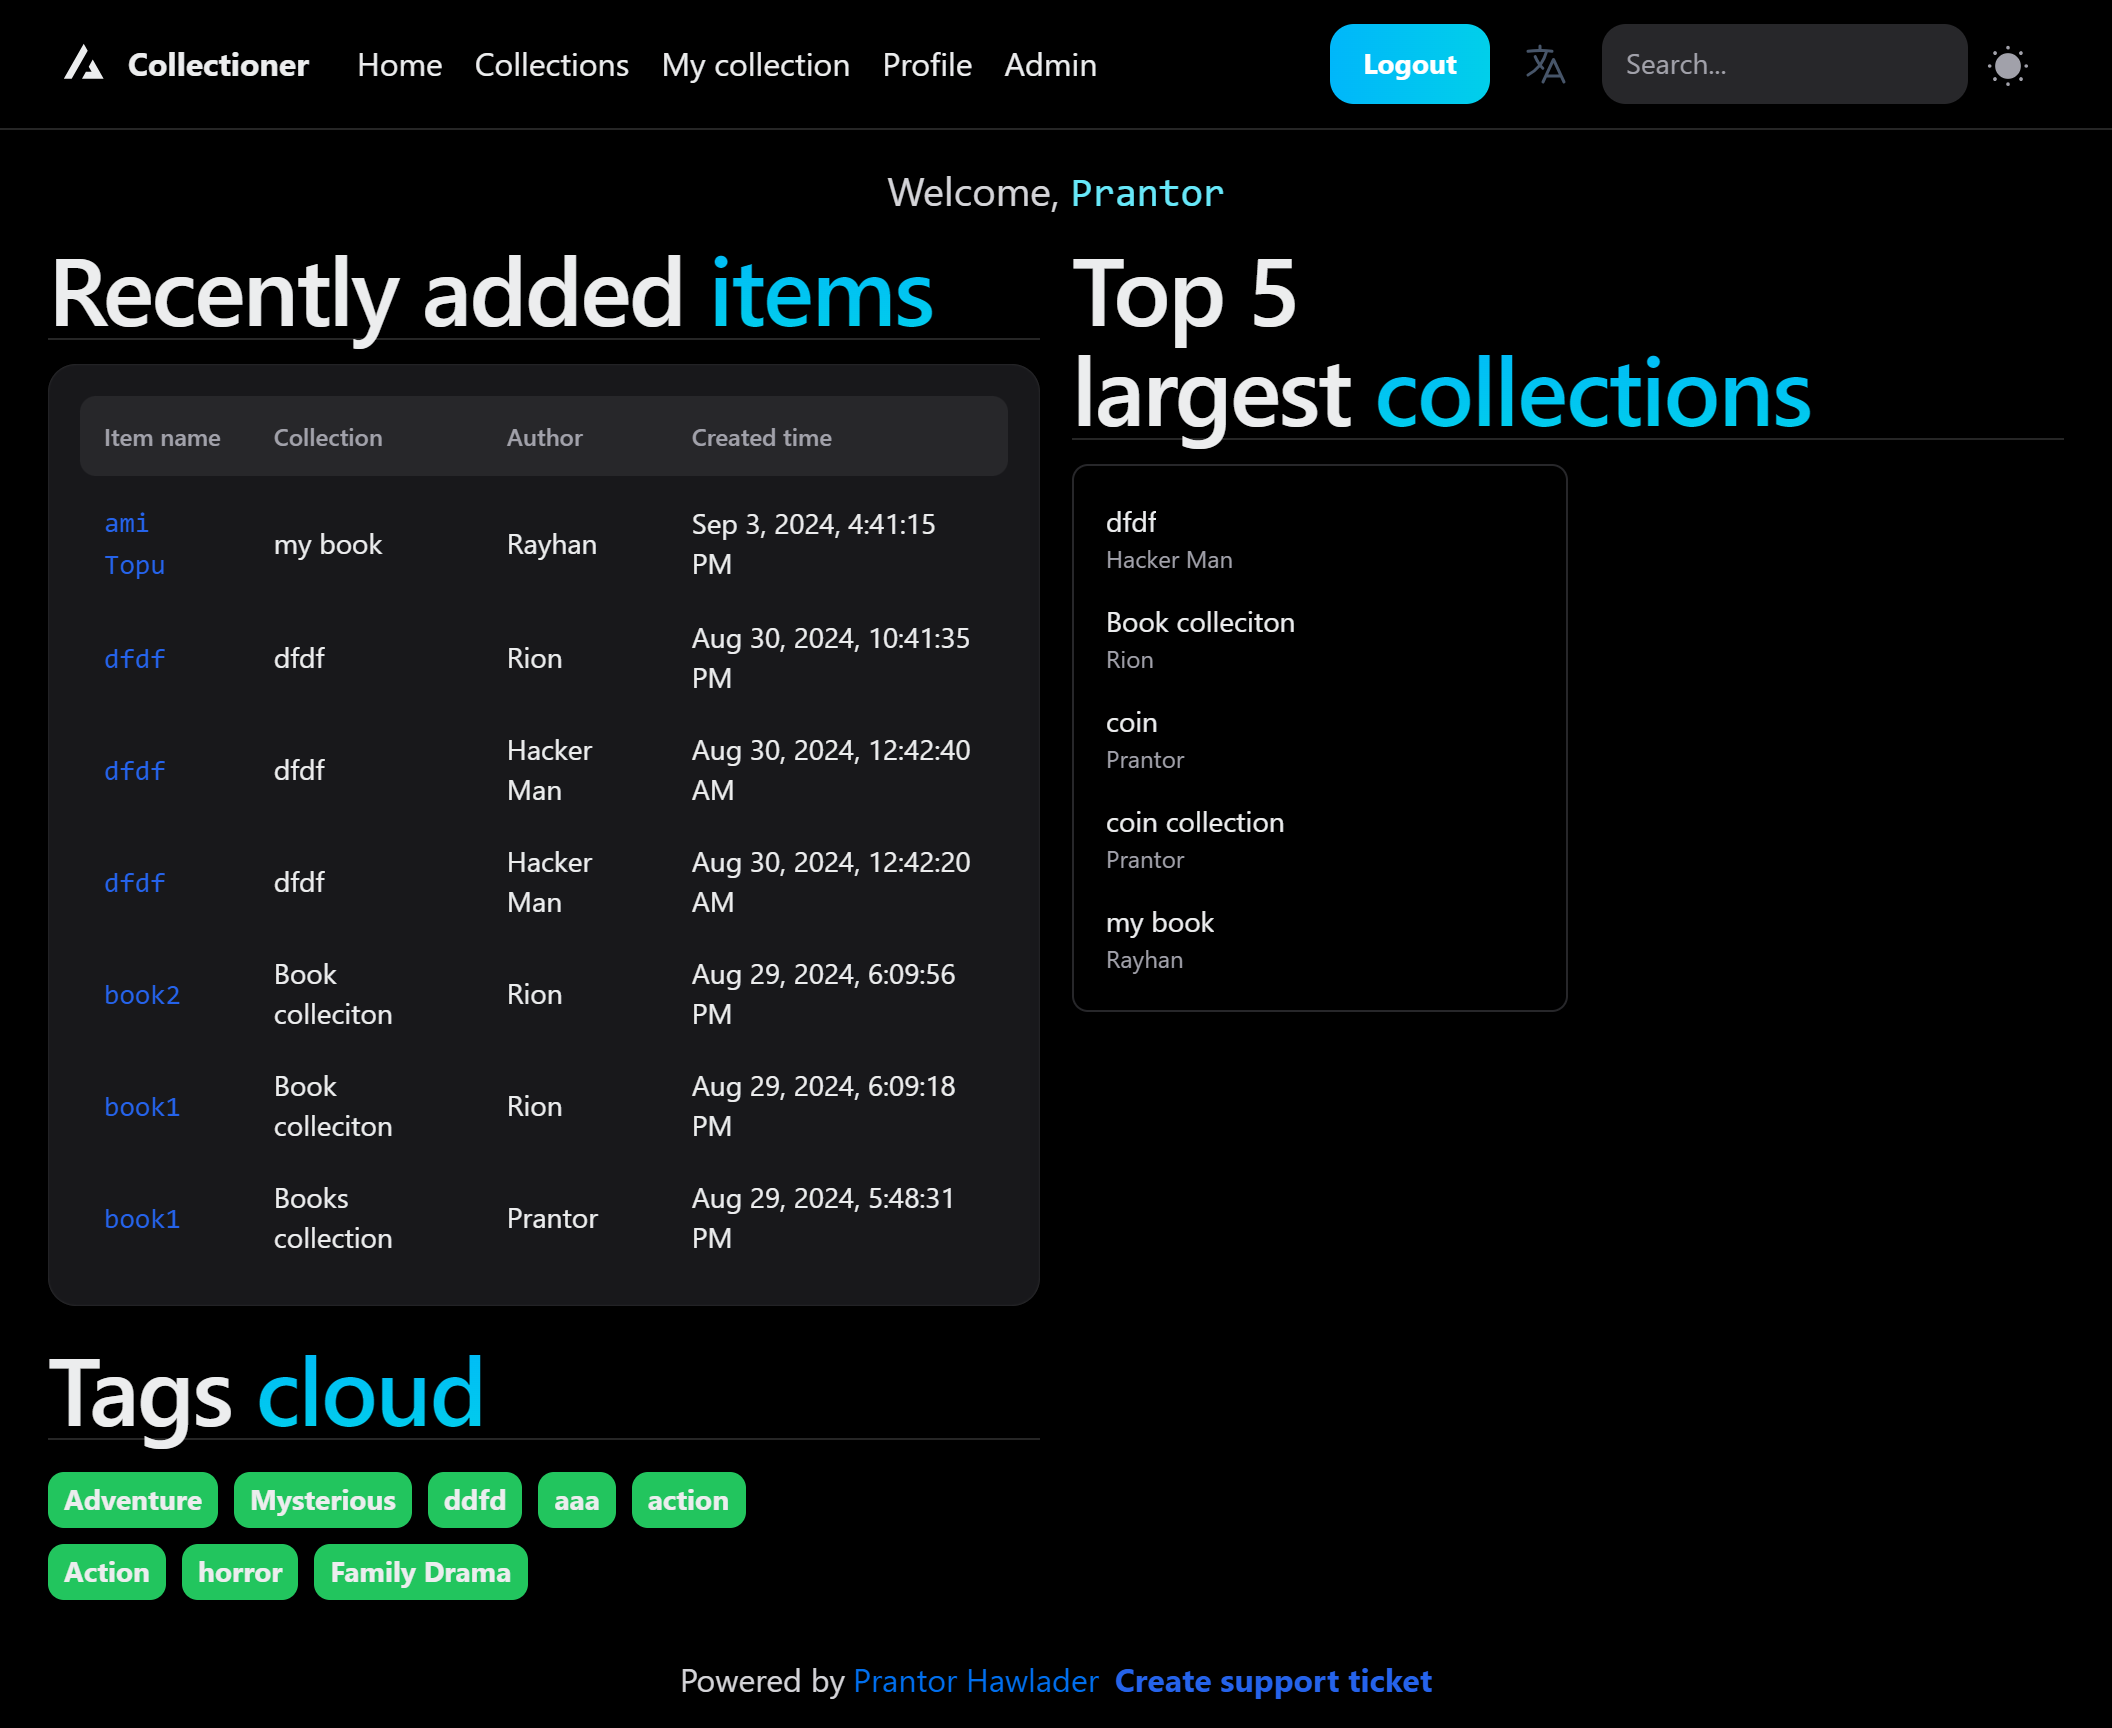 Collectioner Home Collections My collection Profile Admin Logout Search...
Welcome, Prantor
Recently added items
Item name Collection Author Created time
ami Topu my book Rayhan Sep 3, 2024, 4:41:15 PM
dfdf dfdf Rion Aug 30, 2024, 10:41:35 PM
dfdf dfdf Hacker Man Aug 30, 2024, 12:42:40 AM
dfdf dfdf Hacker Man Aug 30, 2024, 12:42:20 AM
book2 Book colleciton Rion Aug 29, 2024, 6:09:56 PM
book1 Book colleciton Rion Aug 29, 2024, 6:09:18 PM
book1 Books collection Prantor Aug 29, 2024, 5:48:31 PM
Top 5
largest collections
dfdf
Hacker Man
Book colleciton
Rion
coin
Prantor
coin collection
Prantor
my book
Rayhan
Tags cloud
Adventure Mysterious ddfd aaa action
Action horror Family Drama
Powered by Prantor Hawlader Create support ticket